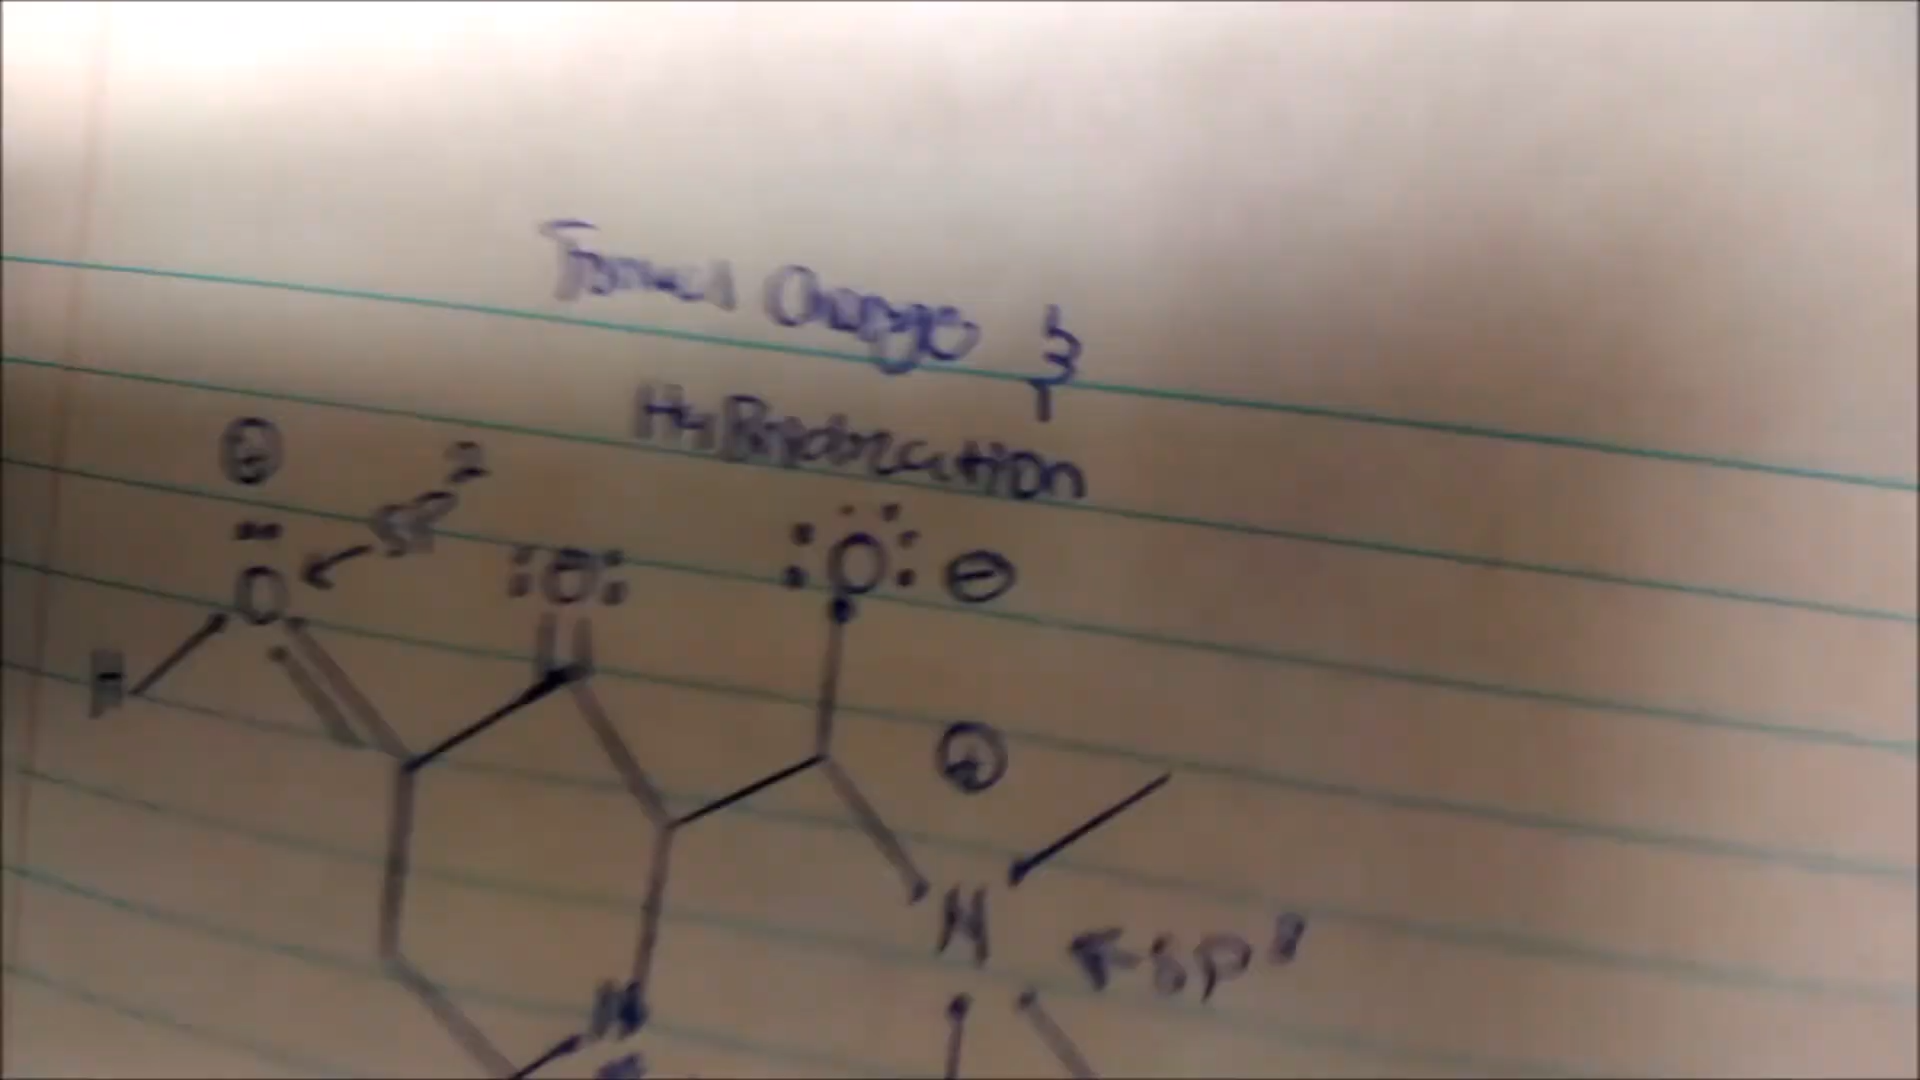 Formal Charge &
Hybridization
⊕
sp²
O
:O:
:O: ⊖
H
⊕
N
← sp³
N